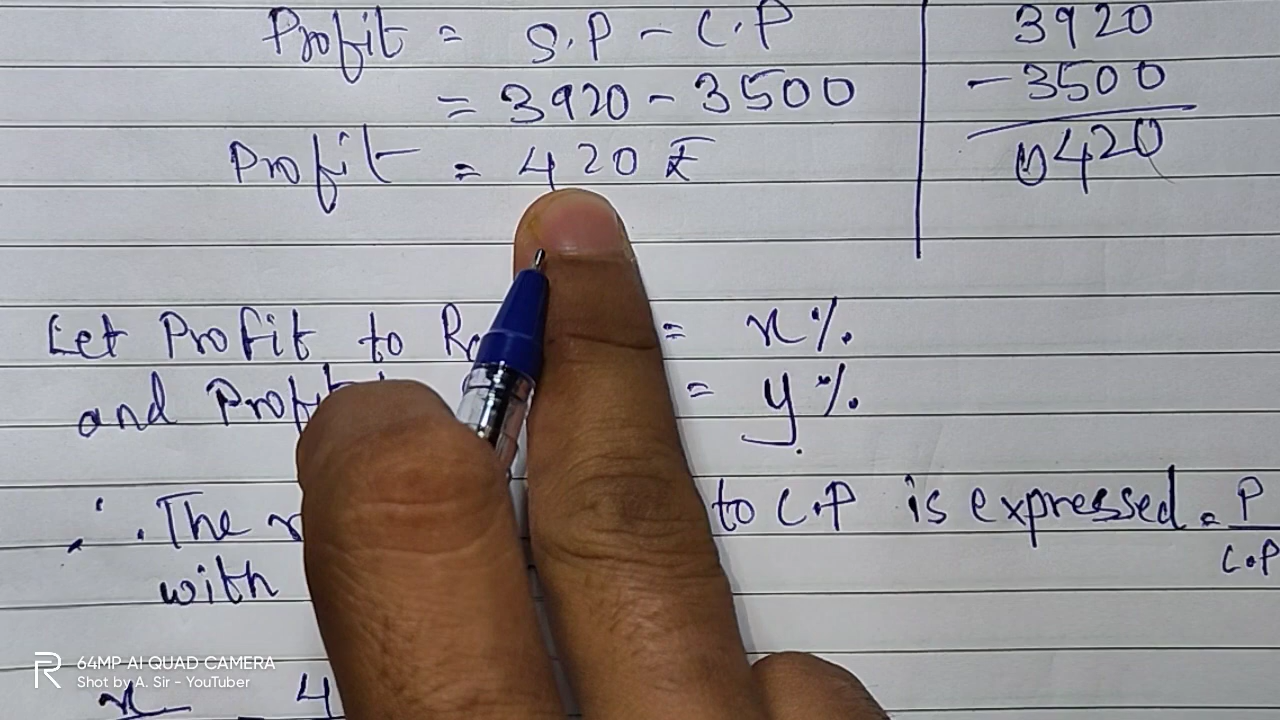 Profit = S.P - C.P
= 3920 - 3500
Profit = 420 ₹
3920
- 3500
0420
Let Profit to = x%.
and = y%.
∴ The to C.P is expressed = P
C.P
with
x 4
64MP AI QUAD CAMERA
Shot by A. Sir - YouTuber